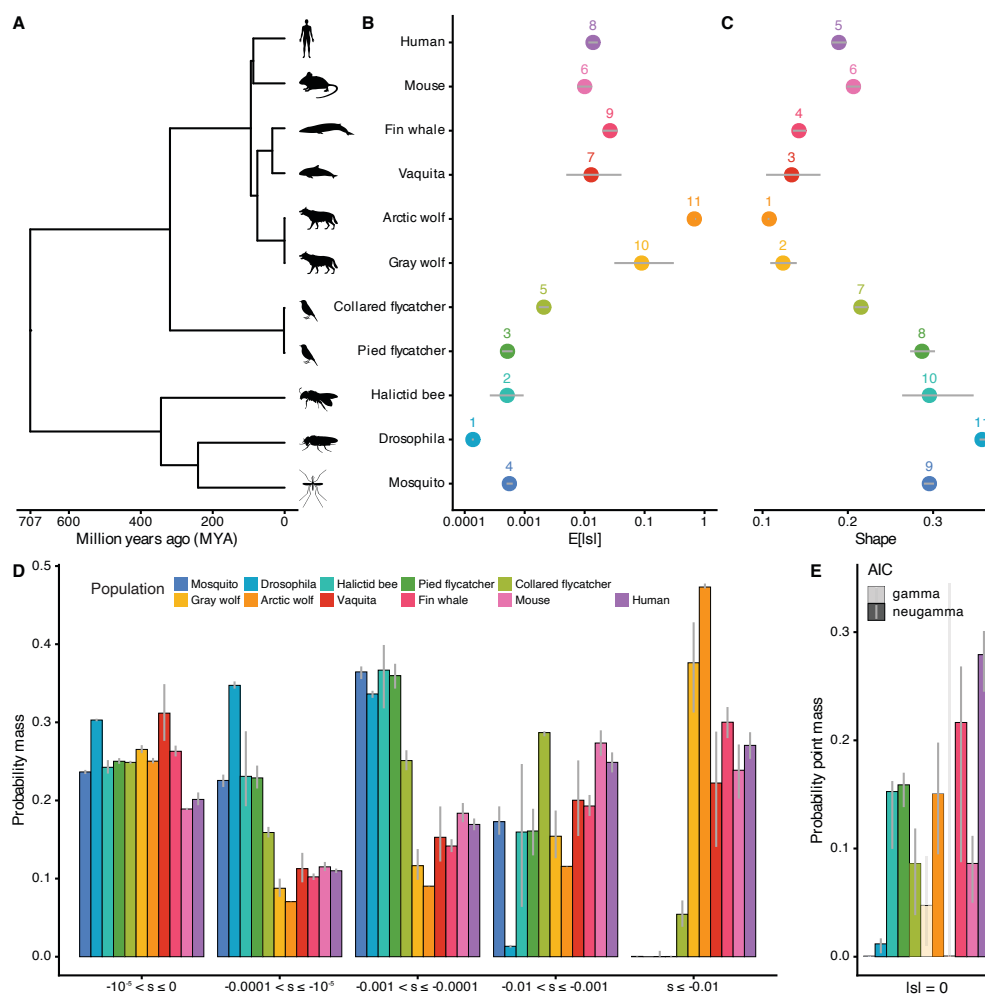 A
B
C
Human
Mouse
Fin whale
Vaquita
Arctic wolf
Gray wolf
Collared flycatcher
Pied flycatcher
Halictid bee
Drosophila
Mosquito
8
6
9
7
11
10
5
3
2
1
4
5
6
4
3
1
2
7
8
10
11
9
707 600 400 200 0
Million years ago (MYA)
0.0001 0.001 0.01 0.1 1
E[|s|]
0.1 0.2 0.3
Shape
D
Population
Mosquito Drosophila Halictid bee Pied flycatcher Collared flycatcher
Gray wolf Arctic wolf Vaquita Fin whale Mouse Human
Probability mass
0.5
0.4
0.3
0.2
0.1
0.0
-10⁻⁵ < s ≤ 0
-0.0001 < s ≤ -10⁻⁵
-0.001 < s ≤ -0.0001
-0.01 < s ≤ -0.001
s ≤ -0.01
E
AIC
gamma
neugamma
Probability point mass
0.3
0.2
0.1
0.0
|s| = 0